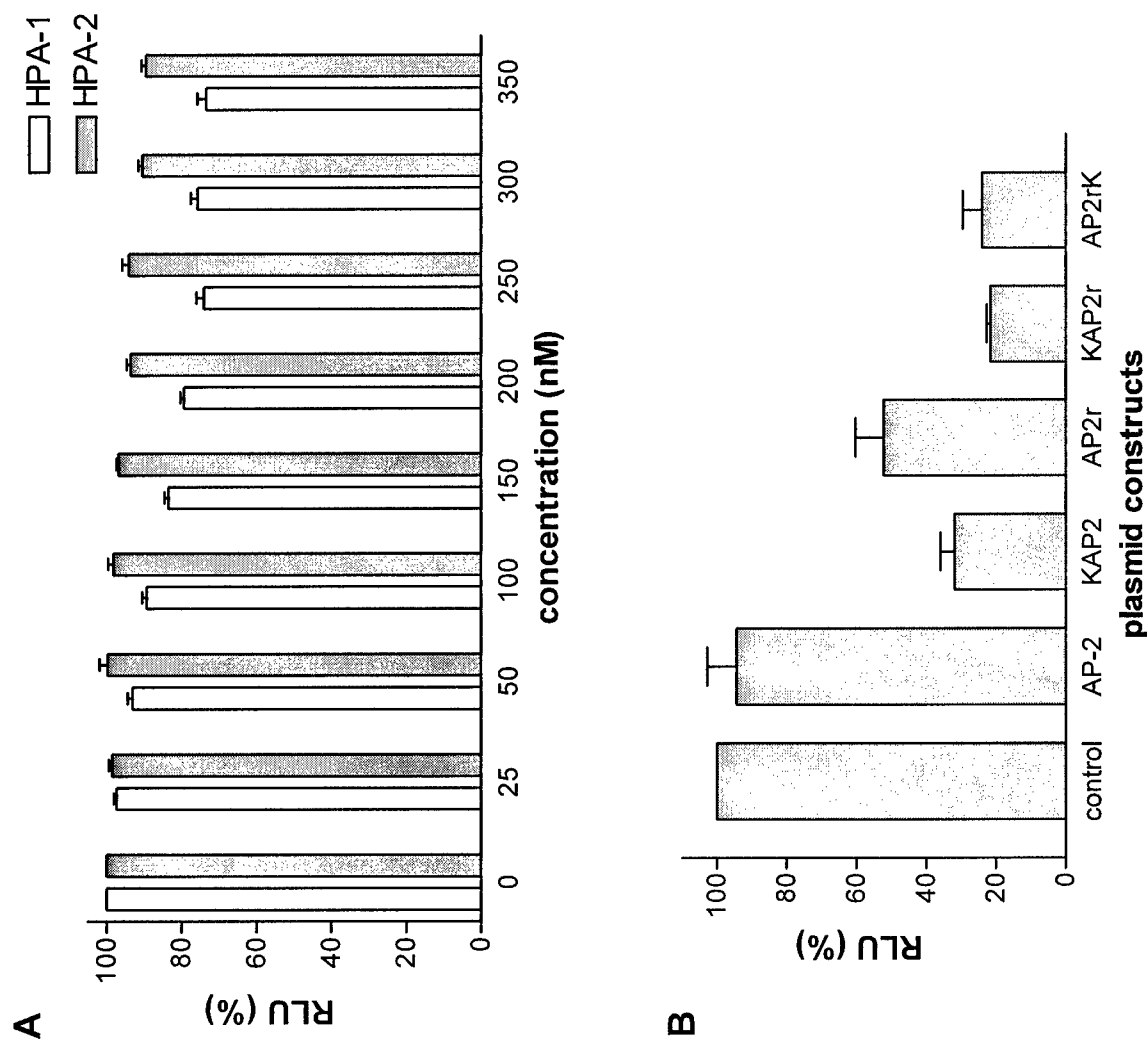 A
HPA-1
HPA-2
RLU (%)
100
80
60
40
20
0
0 25 50 100 150 200 250 300 350
concentration (nM)
B
RLU (%)
100
80
60
40
20
0
control AP-2 KAP2 AP2r KAP2r AP2rK
plasmid constructs